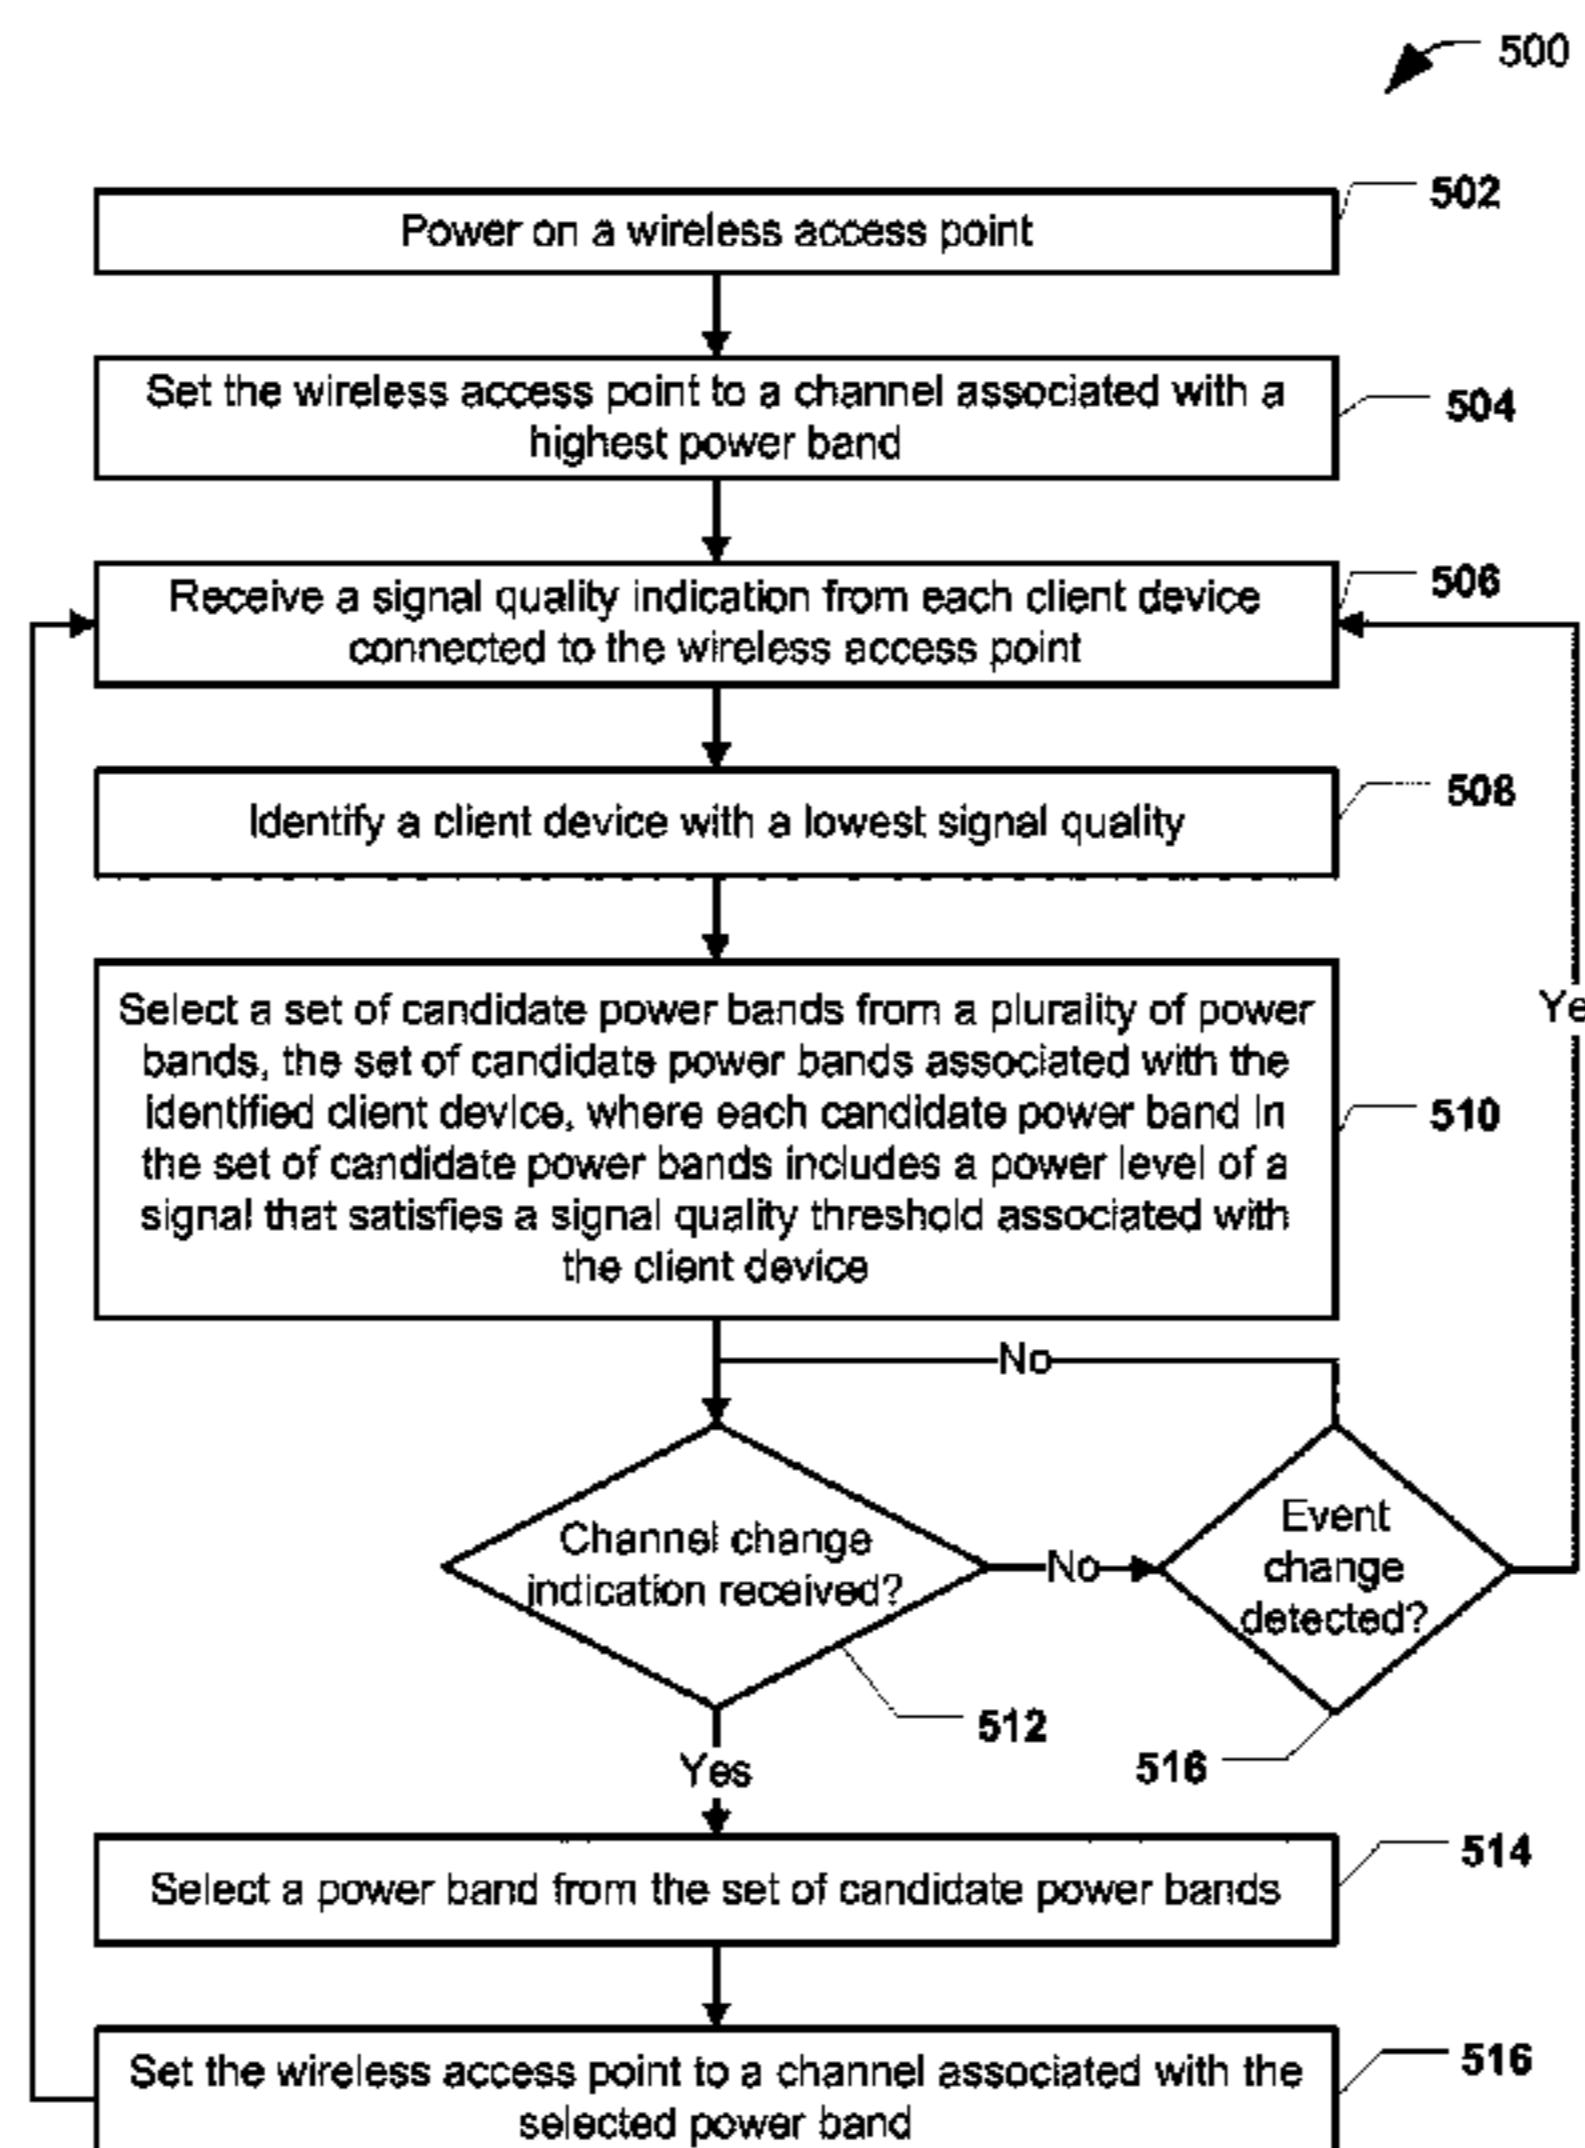 500
502
Power on a wireless access point
Set the wireless access point to a channel associated with a
highest power band
504
Receive a signal quality indication from each client device
connected to the wireless access point
506
Identify a client device with a lowest signal quality
508
Select a set of candidate power bands from a plurality of power
bands, the set of candidate power bands associated with the
identified client device, where each candidate power band in
the set of candidate power bands includes a power level of a
signal that satisfies a signal quality threshold associated with
the client device
510
Ye
No
Channel change
indication received?
No
Event
change
detected?
512
516
Yes
Select a power band from the set of candidate power bands
514
Set the wireless access point to a channel associated with the
selected power band
516